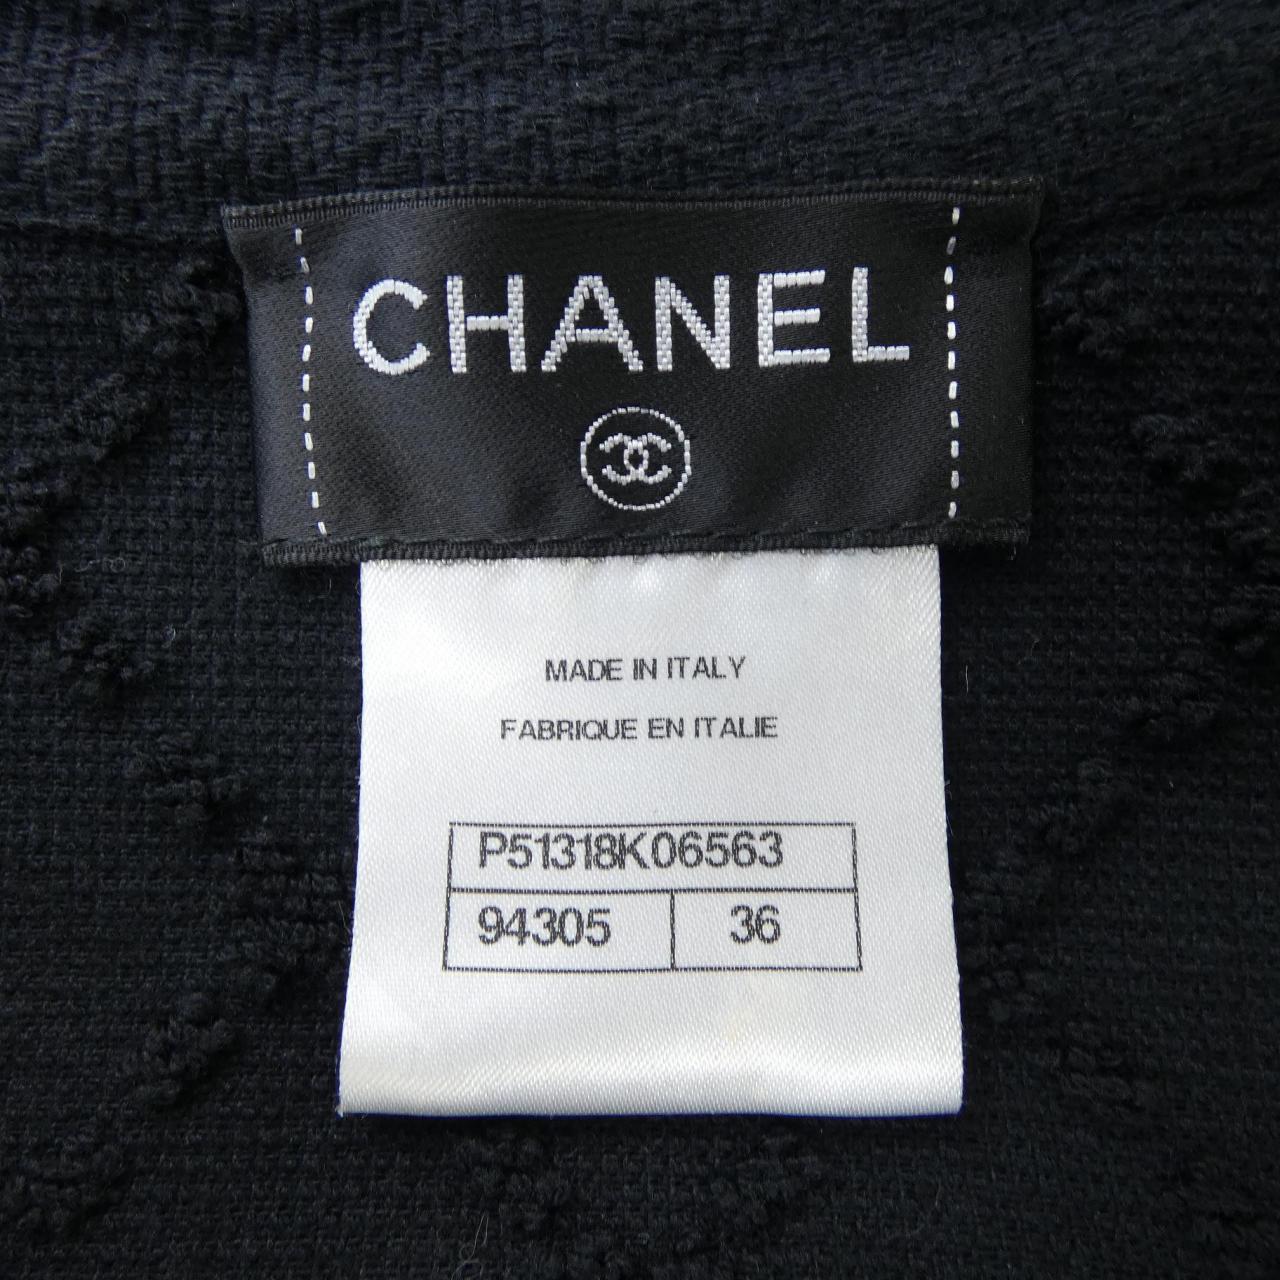 CHANEL
MADE IN ITALY
FABRIQUE EN ITALIE
P51318K06563
94305 36